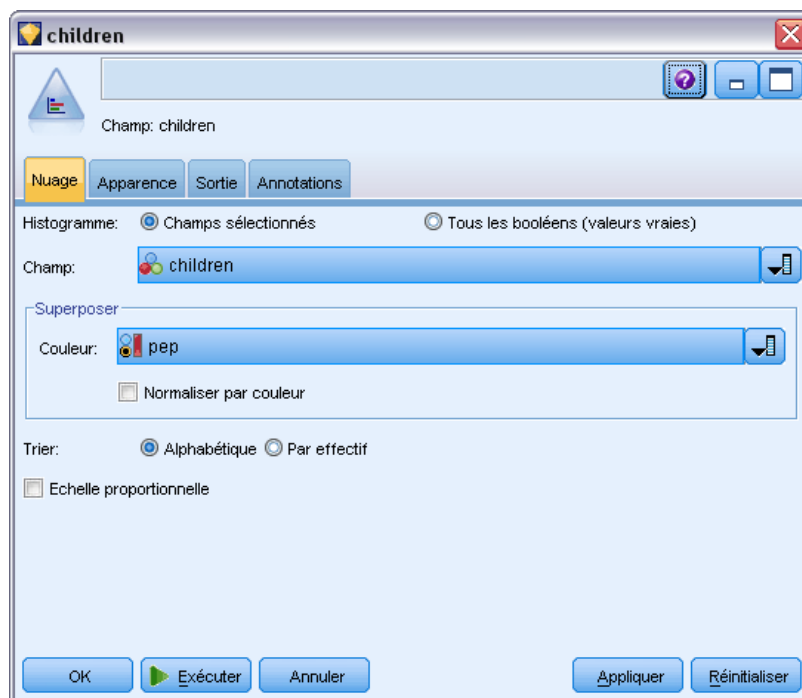 children
Champ: children
Nuage Apparence Sortie Annotations
Histogramme: Champs sélectionnés Tous les booléens (valeurs vraies)
Champ: children
Superposer
Couleur: pep
Normaliser par couleur
Trier: Alphabétique Par effectif
Echelle proportionnelle
OK Exécuter Annuler Appliquer Réinitialiser